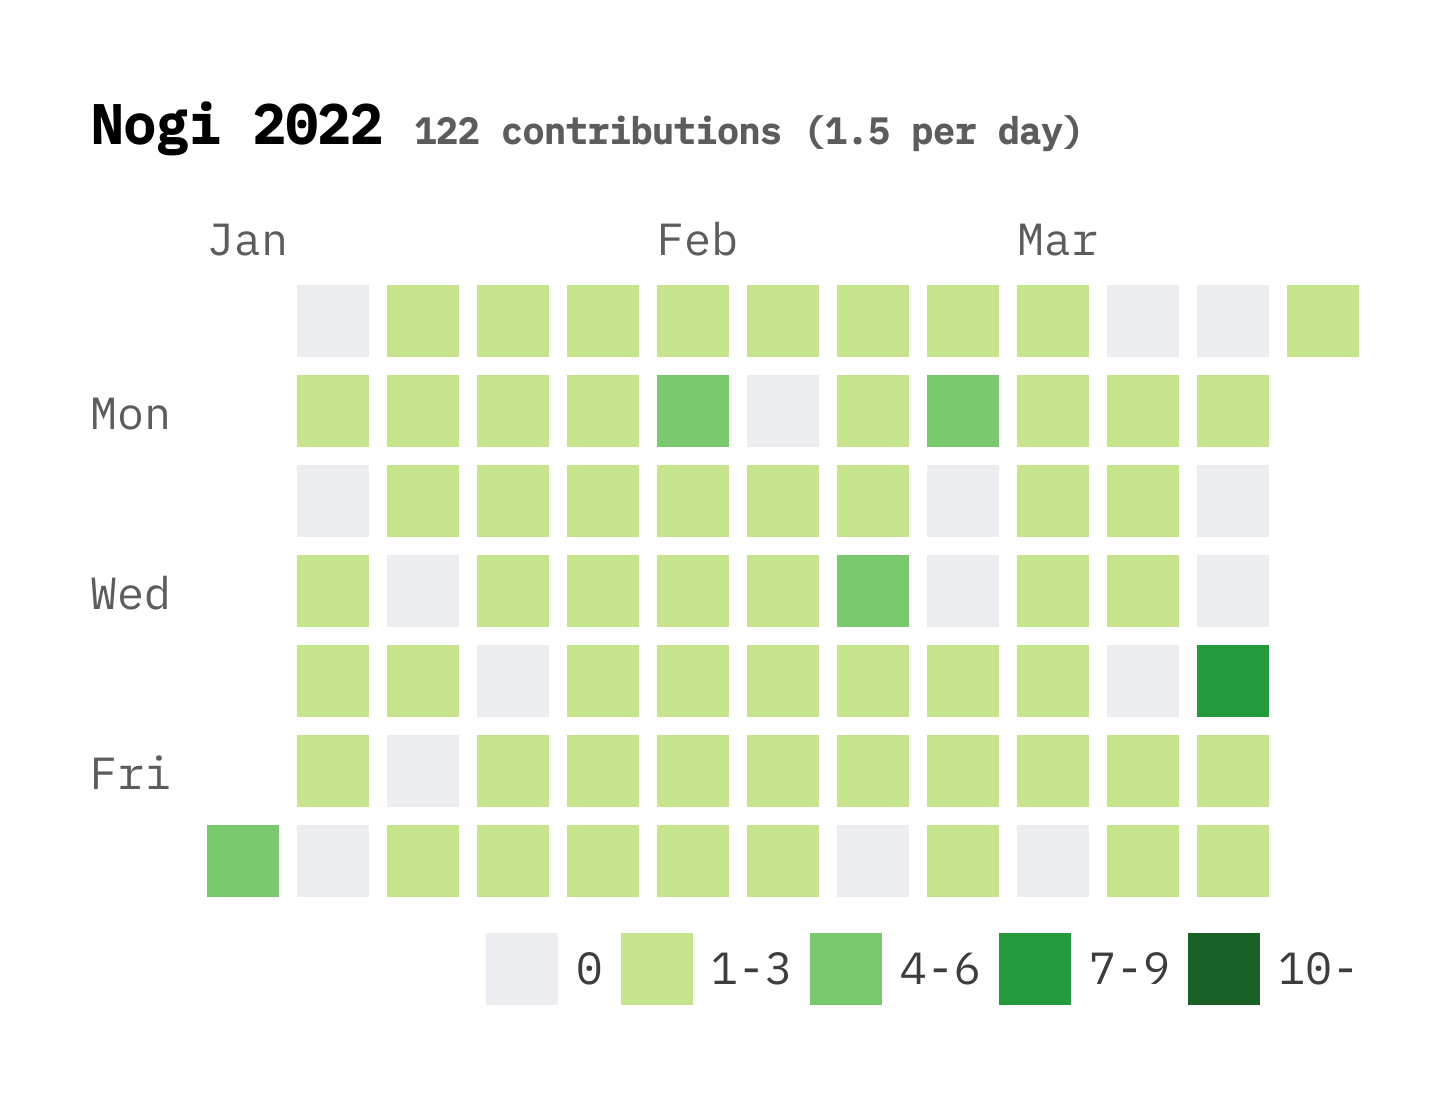 Nogi 2022 122 contributions (1.5 per day)
Jan Feb Mar
Mon
Wed
Fri
0 1-3 4-6 7-9 10-